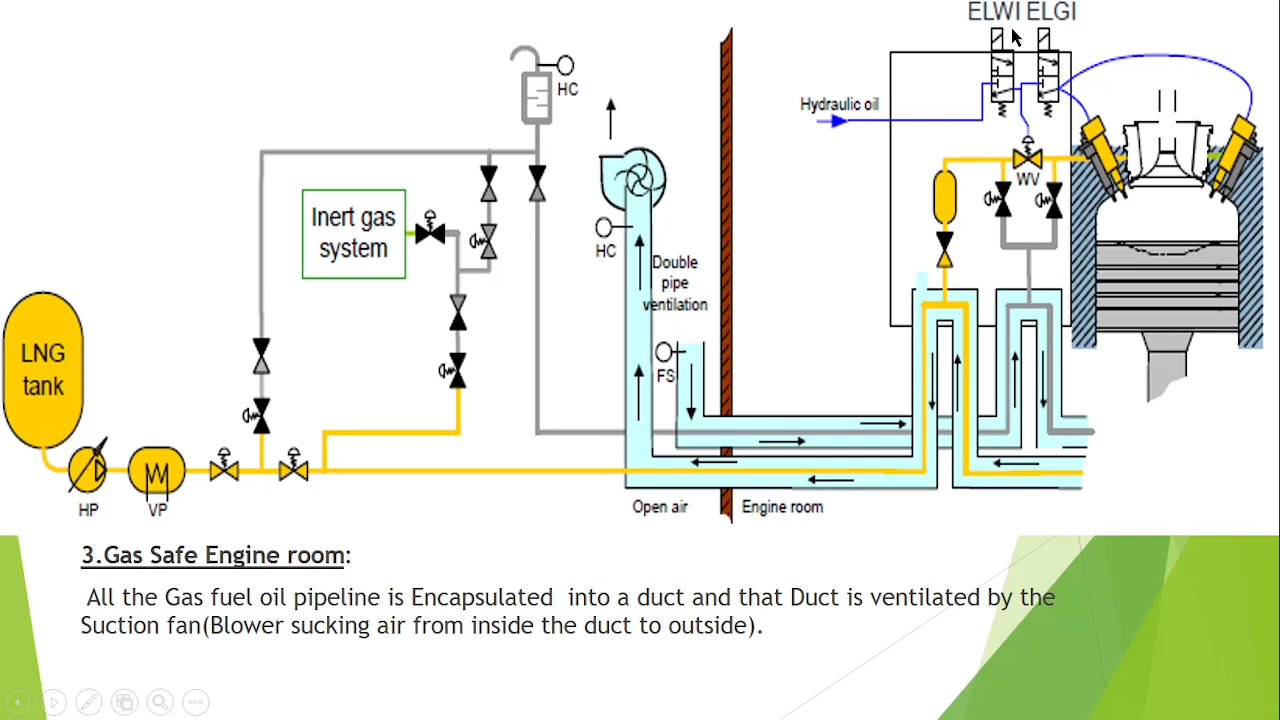 ELWI ELGI
HC
Hydraulic oil
Inert gas
system
WV
HC
Double
pipe
ventilation
LNG
tank
FS
HP
VP
Open air
Engine room
3.Gas Safe Engine room:
All the Gas fuel oil pipeline is Encapsulated into a duct and that Duct is ventilated by the
Suction fan(Blower sucking air from inside the duct to outside).